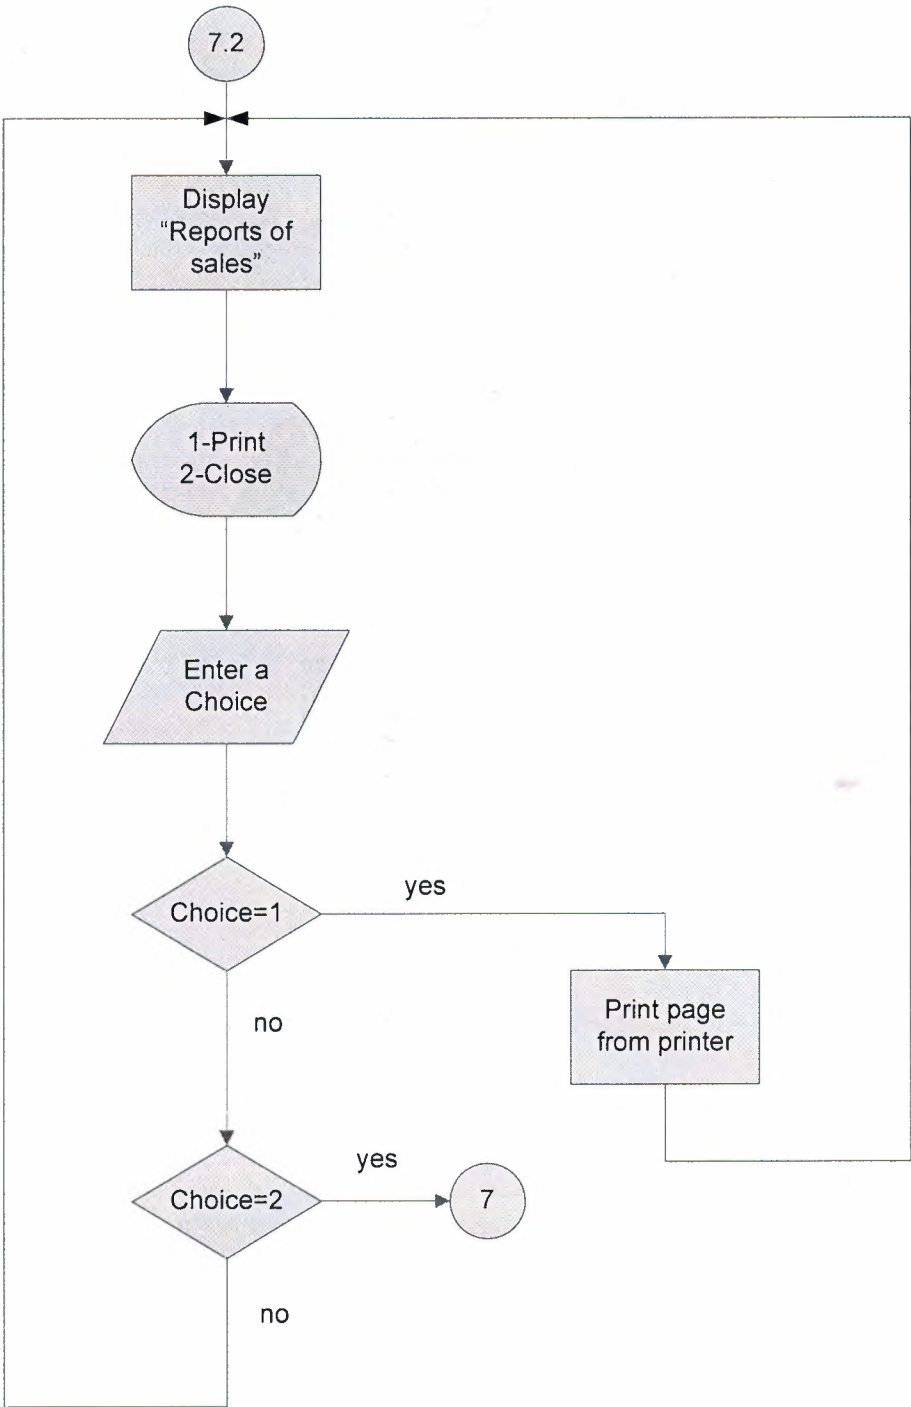 7.2
Display
“Reports of
sales”
1-Print
2-Close
Enter a
Choice
Choice=1
yes
no
Print page
from printer
Choice=2
yes
7
no